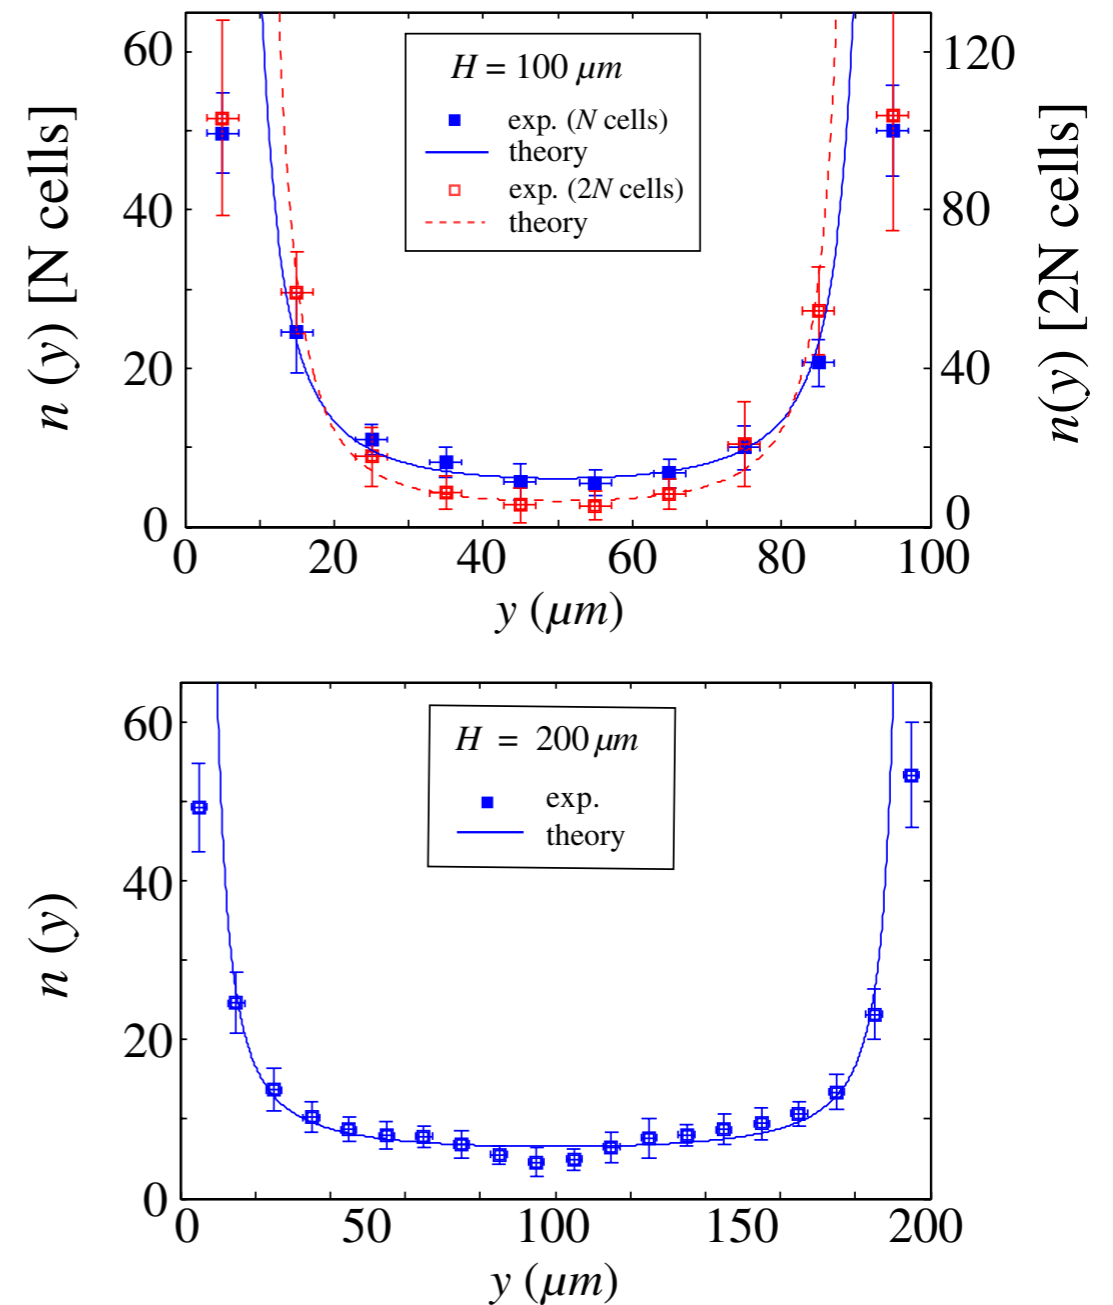 60
40
20
0
n (y) [N cells]
120
80
40
0
n(y) [2N cells]
H = 100 μm
exp. (N cells)
theory
exp. (2N cells)
theory
0 20 40 60 80 100
y (μm)
60
40
20
0
n (y)
H = 200 μm
exp.
theory
0 50 100 150 200
y (μm)